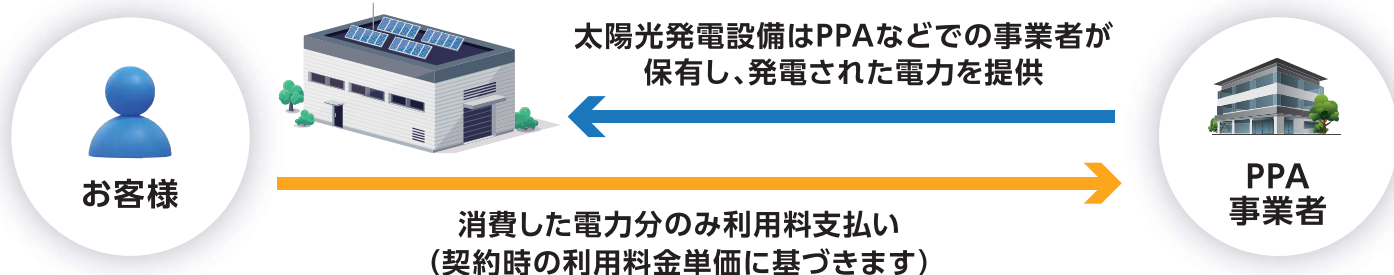 太陽光発電設備はPPAなどでの事業者が
保有し、発電された電力を提供
お客様
PPA
事業者
消費した電力分のみ利用料支払い
（契約時の利用料金単価に基づきます）